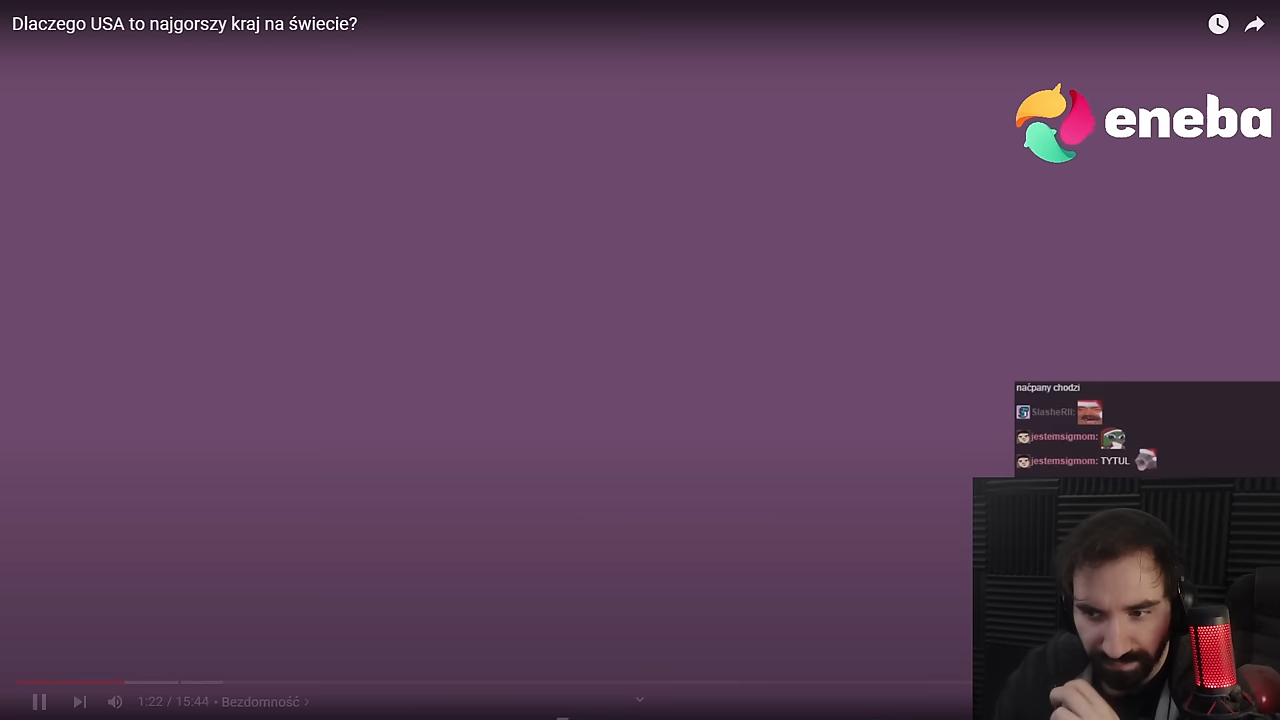 Dlaczego USA to najgorszy kraj na świecie?
eneba
naćpany chodzi
SlasheRII:
jestemsigmom:
jestemsigmom: TYTUL
1:22 / 15:44 • Bezdomność